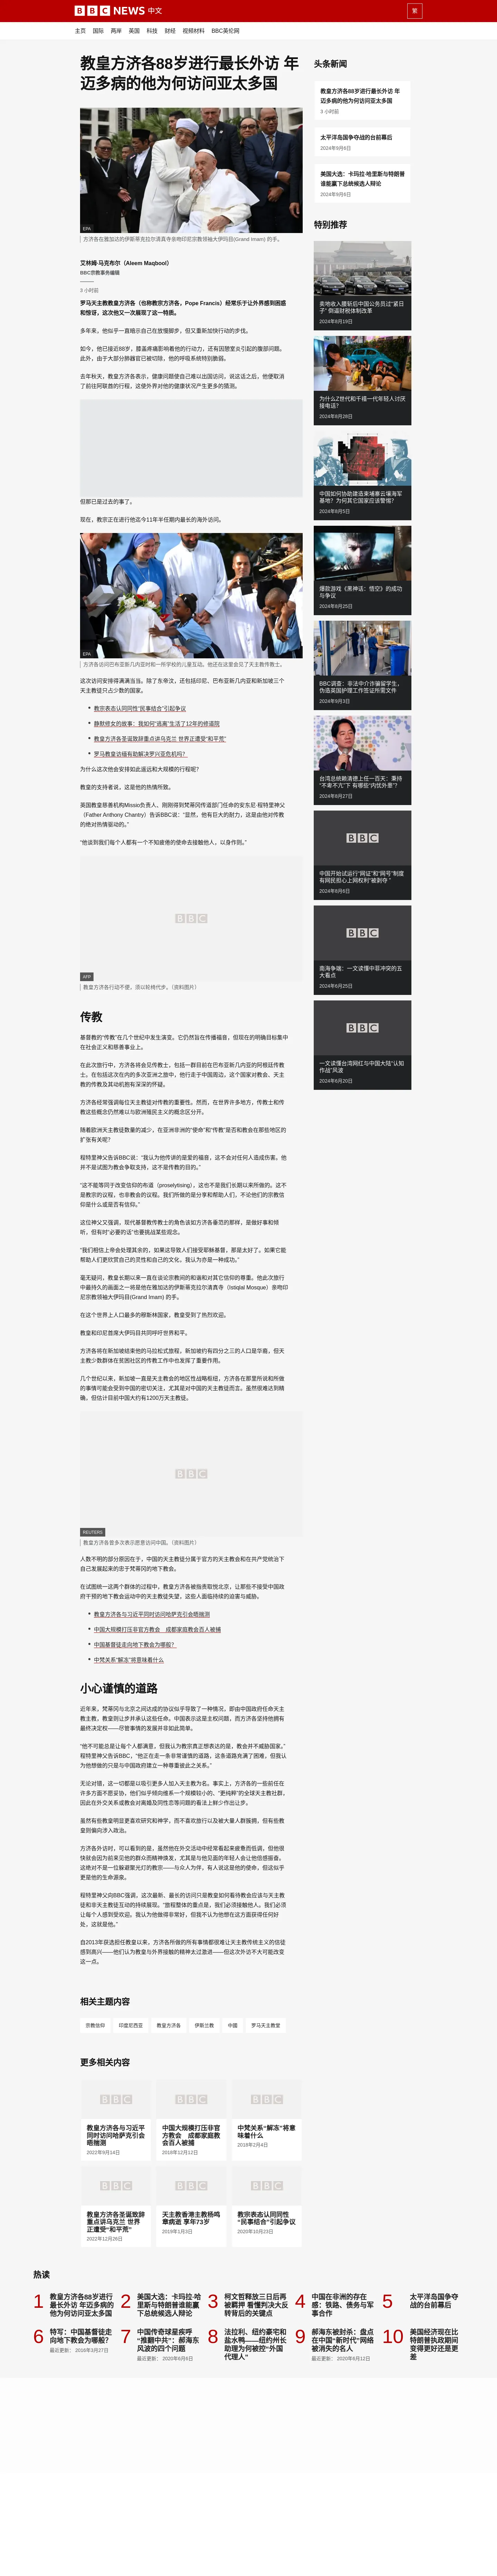 BBC NEWS 中文
繁
主页 国际 两岸 英国 科技 财经 视频材料 BBC英伦网
教皇方济各88岁进行最长外访 年
迈多病的他为何访问亚太多国
EPA
方济各在雅加达的伊斯蒂克拉尔清真寺亲吻印尼宗教领袖大伊玛目(Grand Imam) 的手。
艾林姆·马克布尔（Aleem Maqbool）
BBC宗教事务编辑
3 小时前
罗马天主教教皇方济各（也称教宗方济各，Pope Francis）经常乐于让外界感到困惑
和惊讶，这次他又一次展现了这一特质。
多年来，他似乎一直暗示自己在放慢脚步，但又重新加快行动的步伐。
如今，他已接近88岁，膝盖疼痛影响着他的行动力，还有因憩室炎引起的腹部问题。
此外，由于大部分肺器官已被切除，他的呼吸系统特别脆弱。
去年秋天，教皇方济各表示，健康问题使自己难以出国访问，说这话之后，他便取消
了前往阿联酋的行程，这使外界对他的健康状况产生更多的猜测。
但那已是过去的事了。
现在，教宗正在进行他迄今11年半任期内最长的海外访问。
EPA
方济各访问巴布亚新几内亚时和一所学校的儿童互动。他还在这里会见了天主教传教士。
这次访问安排得满满当当。除了东帝汶，还包括印尼、巴布亚新几内亚和新加坡三个
天主教徒只占少数的国家。
教宗表态认同同性“民事结合”引起争议
静默修女的故事：我如何“逃离”生活了12年的修道院
教皇方济各圣诞致辞重点讲乌克兰 世界正遭受“和平荒”
罗马教皇访缅有助解决罗兴亚危机吗?
为什么这次他会安排如此遥远和大规模的行程呢?
教皇的支持者说，这是他的热情所致。
英国教皇慈善机构Missio负责人、刚刚得到梵蒂冈传道部门任命的安东尼·程特里神父
（Father Anthony Chantry）告诉BBC说：“显然，他有巨大的耐力，这是由他对传教
的绝对热情驱动的。”
“他谈到我们每个人都有一个不知疲倦的使命去接触他人，以身作则。”
BBC
AFP
教皇方济各行动不便，须以轮椅代步。（资料图片）
传教
基督教的“传教”在几个世纪中发生演变。它仍然旨在传播福音，但现在的明确目标集中
在社会正义和慈善事业上。
在此次旅行中，方济各将会见传教士，包括一群目前在巴布亚新几内亚的阿根廷传教
士。在包括这次在内的多次亚洲之旅中，他行走于中国周边，这个国家对教会、天主
教的传教及其动机抱有深深的怀疑。
方济各经常强调每位天主教徒对传教的重要性。然而，在世界许多地方，传教士和传
教这些概念仍然难以与欧洲殖民主义的概念区分开。
随着欧洲天主教徒数量的减少，在亚洲非洲的“使命”和“传教”是否和教会在那些地区的
扩张有关呢?
程特里神父告诉BBC说：“我认为他传讲的是爱的福音，这不会对任何人造成伤害。他
并不是试图为教会争取支持，这不是传教的目的。”
“这不能等同于改变信仰的布道（proselytising），这也不是我们长期以来所做的。这不
是教宗的议程，也非教会的议程。我们所做的是分享和帮助人们，不论他们的宗教信
仰是什么或是否有信仰。”
这位神父又强调，现代基督教传教士的角色该如方济各垂范的那样，是做好事和倾
听，但有时“必要的话”也要挑战某些观念。
“我们相信上帝会处理其余的，如果这导致人们接受耶稣基督，那是太好了。如果它能
帮助人们更欣赏自己的灵性和自己的文化，我认为亦是一种成功。”
毫无疑问，教皇长期以来一直在谈论宗教间的和谐和对其它信仰的尊重。他此次旅行
中最持久的画面之一将是他在雅加达的伊斯蒂克拉尔清真寺（Istiqlal Mosque）亲吻印
尼宗教领袖大伊玛目(Grand Imam) 的手。
在这个世界上人口最多的穆斯林国家，教皇受到了热烈欢迎。
教皇和印尼首席大伊玛目共同呼吁世界和平。
方济各将在新加坡结束他的马拉松式旅程，新加坡约有四分之三的人口是华裔，但天
主教少数群体在贫困社区的传教工作中也发挥了重要作用。
几个世纪以来，新加坡一直是天主教会的地区性战略枢纽，方济各在那里所说和所做
的事情可能会受到中国的密切关注，尤其是对中国的天主教徒而言。虽然很难达到精
确，但估计目前中国大约有1200万天主教徒。
BBC
REUTERS
教皇方济各曾多次表示愿意访问中国。（资料图片）
人数不明的部分原因在于，中国的天主教徒分属于官方的天主教会和在共产党统治下
自己发展起来的忠于梵蒂冈的地下教会。
在试图统一这两个群体的过程中，教皇方济各被指责取悦北京，让那些不接受中国政
府干预的地下教会运动中的天主教徒失望，这些人面临持续的迫害与威胁。
教皇方济各与习近平同时访问哈萨克引会晤揣测
中国大规模打压非官方教会　成都家庭教会百人被捕
中国基督徒走向地下教会为哪般?
中梵关系“解冻”将意味着什么
小心谨慎的道路
近年来，梵蒂冈与北京之间达成的协议似乎导致了一种情况，即由中国政府任命天主
教主教，教皇则让步并承认这些任命。中国表示这是主权问题，而方济各坚持他拥有
最终决定权——尽管事情的发展并非如此简单。
“他不可能总是让每个人都满意，但我认为教宗真正想表达的是，教会并不威胁国家。”
程特里神父告诉BBC，“他正在走一条非常谨慎的道路，这条道路充满了困难，但我认
为他想做的只是与中国政府建立一种尊重彼此之关系。”
无论对错，这一切都是以吸引更多人加入天主教为名。事实上，方济各的一些前任在
许多方面不愿妥协，他们似乎倾向维系一个规模较小的、“更纯粹”的全球天主教社群，
因此在外交关系或教会对离婚及同性恋等问题的看法上鲜少作出让步。
虽然有些教皇明显更喜欢研究和神学，而不喜欢旅行以及被大量人群簇拥，但有些教
皇则偏向涉入政治。
方济各外访时，可以看到的是，虽然他在外交活动中经常看起来疲惫而低调，但他很
快就会因为前来见他的群众而精神焕发，尤其是与他见面的年轻人会让他倍感振奋。
这绝对不是一位躲避聚光灯的教宗——与众人为伴，有人说这是他的使命，但这似乎
更是他的生命源泉。
程特里神父向BBC强调，这次最新、最长的访问只是教皇如何看待教会应该与天主教
徒和非天主教徒互动的持续展现。“旅程整体的重点是，我们必须接触他人。我们必须
让每个人感到受欢迎。我认为他做得非常好，但我不认为他想在这方面获得任何好
处，这就是他。”
自2013年获选担任教皇以来，方济各所做的所有事情都很难让天主教传统主义的信徒
感到高兴——他们认为教皇与外界接触的精神太过激进——但这次外访不大可能改变
这一点。
相关主题内容
宗教信仰 印度尼西亚 教皇方济各 伊斯兰教 中國 罗马天主教堂
更多相关内容
BBC BBC BBC
教皇方济各与习近平
同时访问哈萨克引会
晤揣测
2022年9月14日
中国大规模打压非官
方教会　成都家庭教
会百人被捕
2018年12月12日
中梵关系“解冻”将意
味着什么
2018年2月4日
BBC BBC BBC
教皇方济各圣诞致辞
重点讲乌克兰 世界
正遭受“和平荒”
2022年12月26日
天主教香港主教杨鸣
章病逝 享年73岁
2019年1月3日
教宗表态认同同性
“民事结合”引起争议
2020年10月23日
头条新闻
教皇方济各88岁进行最长外访 年
迈多病的他为何访问亚太多国
3 小时前
太平洋岛国争夺战的台前幕后
2024年9月6日
美国大选：卡玛拉·哈里斯与特朗普
谁能赢下总统候选人辩论
2024年9月6日
特别推荐
卖地收入腰斩后中国公务员过“紧日
子” 倒逼财税体制改革
2024年8月19日
为什么Z世代和千禧一代年轻人讨厌
接电话?
2024年8月28日
中国如何协助建造柬埔寨云壤海军
基地？为何其它国家应该警惕?
2024年8月5日
爆款游戏《黑神话：悟空》的成功
与争议
2024年8月25日
BBC调查：非法中介诈骗留学生，
伪造英国护理工作签证所需文件
2024年9月3日
台湾总统赖清德上任一百天：秉持
“不卑不亢”下 有哪些“内忧外患”？
2024年8月27日
BBC
中国开始试运行“网证”和“网号”制度
有网民担心上网权利“被剥夺 ”
2024年8月8日
BBC
南海争端：一文读懂中菲冲突的五
大看点
2024年6月25日
BBC
一文读懂台湾网红与中国大陆“认知
作战”风波
2024年6月20日
热读
1
教皇方济各88岁进行
最长外访 年迈多病的
他为何访问亚太多国
2
美国大选：卡玛拉·哈
里斯与特朗普谁能赢
下总统候选人辩论
3
柯文哲释放三日后再
被羁押 看懂判决大反
转背后的关键点
4
中国在非洲的存在
感：铁路、债务与军
事合作
5
太平洋岛国争夺
战的台前幕后
6
特写：中国基督徒走
向地下教会为哪般?
最近更新： 2016年3月27日
7
中国传奇球星疾呼
“推翻中共”：郝海东
风波的四个问题
最近更新： 2020年6月6日
8
法拉利、纽约豪宅和
盐水鸭——纽约州长
助理为何被控“外国
代理人”
9
郝海东被封杀：盘点
在中国“新时代”网络
被消失的名人
最近更新： 2020年6月12日
10
美国经济现在比
特朗普执政期间
变得更好还是更
差